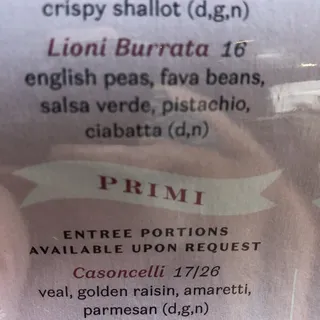 crispy shallot (d,g,n)
Lioni Burrata 16
english peas, fava beans,
salsa verde, pistachio,
ciabatta (d,n)
PRIMI
ENTREE PORTIONS
AVAILABLE UPON REQUEST
Casoncelli 17/26
veal, golden raisin, amaretti,
parmesan (d,g,n)